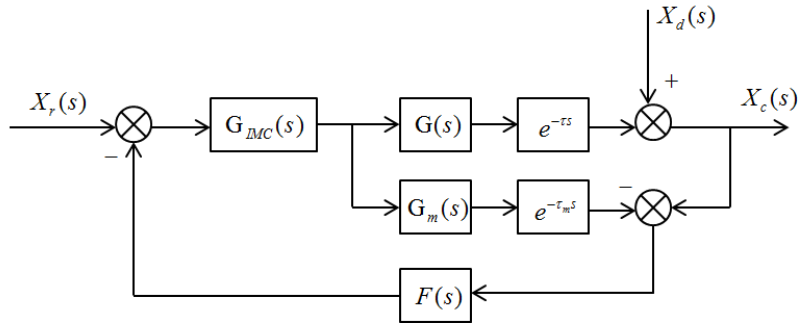 X_d(s)
+
X_r(s)
X_c(s)
G_IMC(s)
G(s)
e^{-τs}
−
−
G_m(s)
e^{-τ_m s}
F(s)